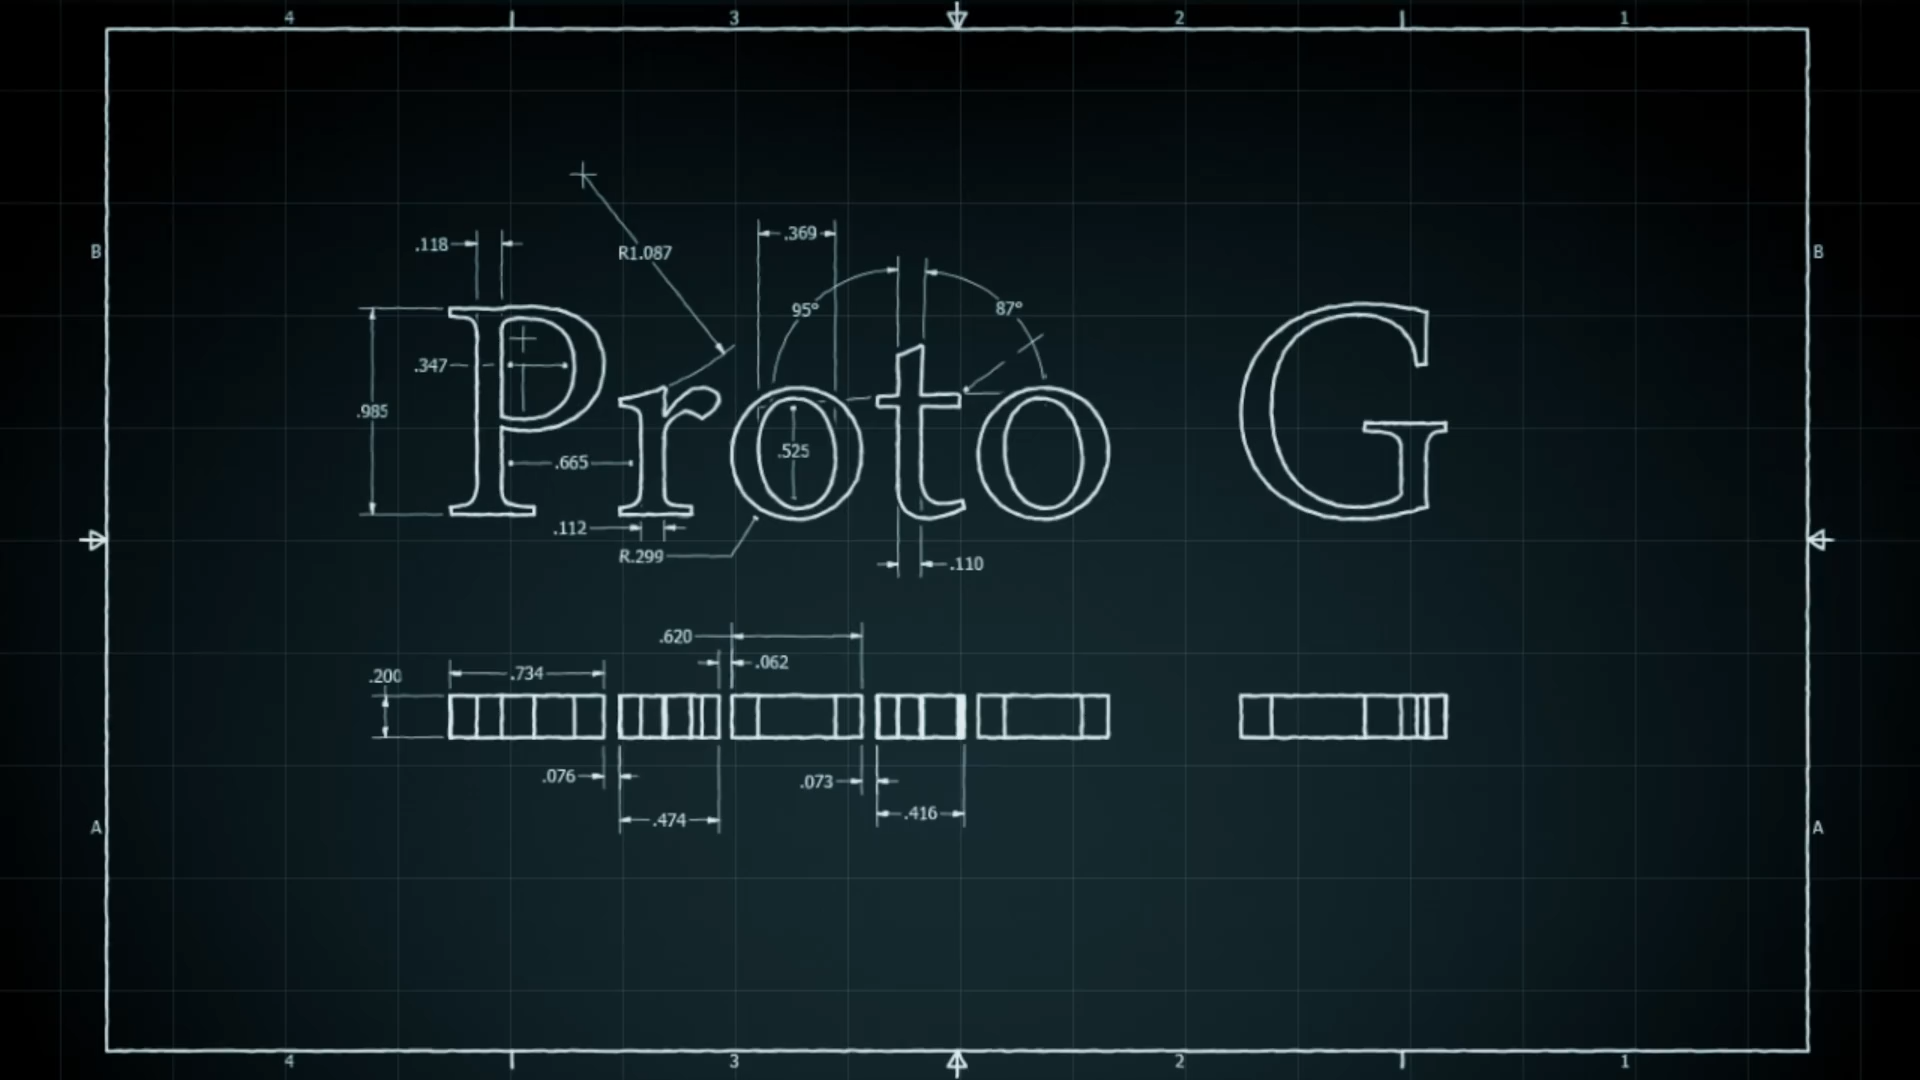 4 3 2 1
.369
.118
B R1.087 B
95° 87°
.347
.985
Proto G
.525
.665
.112
R.299
.110
.620
.062
.200 .734
.076 .073
.474 .416
A A
4 3 2 1